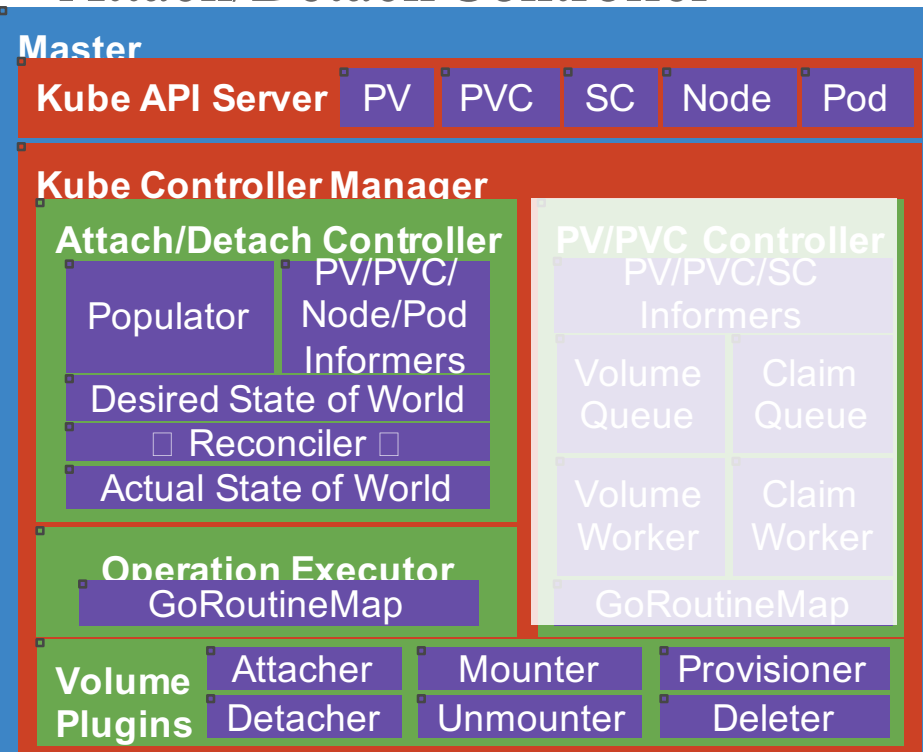 Attach/Detach Controller
Master
Kube API Server PV PVC SC Node Pod
Kube Controller Manager
Attach/Detach Controller
Populator
PV/PVC/
Node/Pod
Informers
Desired State of World
Reconciler
Actual State of World
Operation Executor
GoRoutineMap
PV/PVC Controller
PV/PVC/SC
Informers
Volume
Queue
Claim
Queue
Volume
Worker
Claim
Worker
GoRoutineMap
Volume
Plugins
Attacher
Mounter
Provisioner
Detacher
Unmounter
Deleter